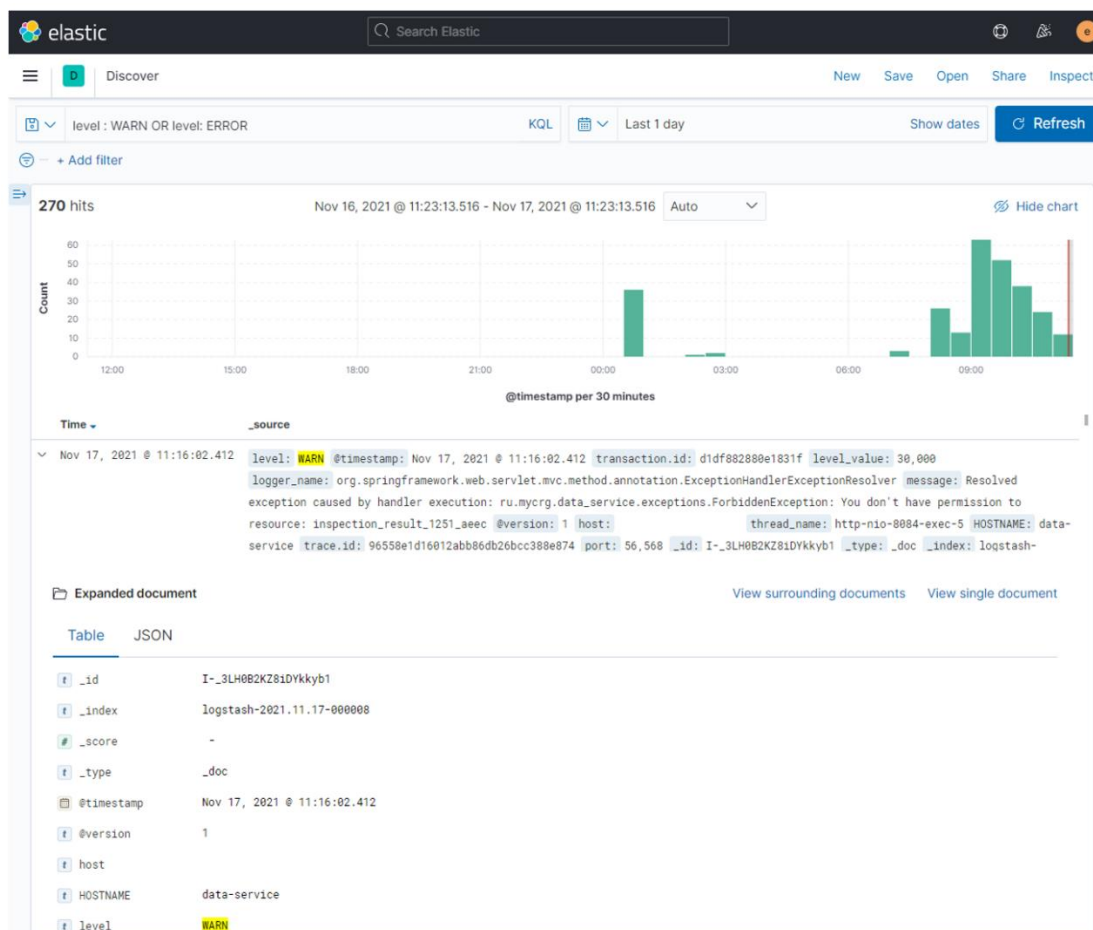 elastic
Search Elastic
e
D
Discover
New Save Open Share Inspect
level : WARN OR level: ERROR
KQL
Last 1 day
Show dates
Refresh
+ Add filter
270 hits
Nov 16, 2021 @ 11:23:13.516 - Nov 17, 2021 @ 11:23:13.516
Auto
Hide chart
Count
60
50
40
30
20
10
0
12:00 15:00 18:00 21:00 00:00 03:00 06:00 09:00
@timestamp per 30 minutes
Time _source
Nov 17, 2021 @ 11:16:02.412
level: WARN @timestamp: Nov 17, 2021 @ 11:16:02.412 transaction.id: d1df882880e1831f level_value: 30,000
logger_name: org.springframework.web.servlet.mvc.method.annotation.ExceptionHandlerExceptionResolver message: Resolved
exception caused by handler execution: ru.mycrg.data_service.exceptions.ForbiddenException: You don't have permission to
resource: inspection_result_1251_aeec @version: 1 host: thread_name: http-nio-8084-exec-5 HOSTNAME: data-
service trace.id: 96558e1d16012abb86db26bcc388e874 port: 56,568 _id: I-_3LH0B2KZ8iDYkkyb1 _type: _doc _index: logstash-
Expanded document
View surrounding documents View single document
Table JSON
t _id I-_3LH0B2KZ8iDYkkyb1
t _index logstash-2021.11.17-000008
# _score -
t _type _doc
@timestamp Nov 17, 2021 @ 11:16:02.412
t @version 1
t host
t HOSTNAME data-service
t level WARN